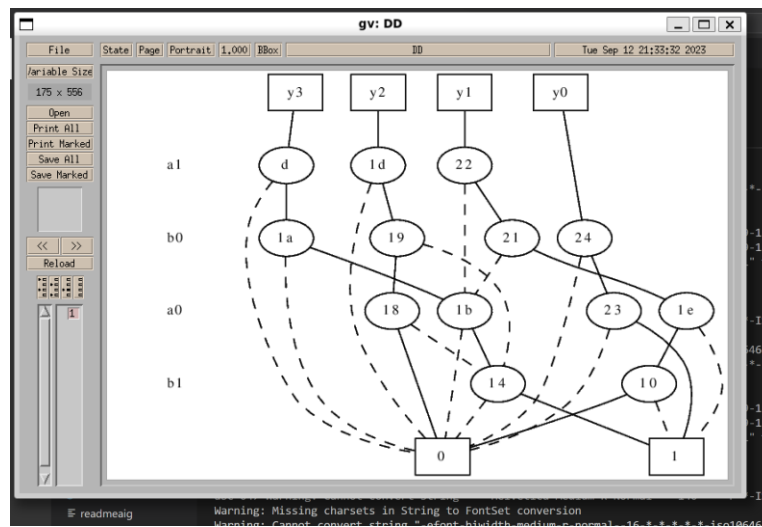 gv: DD
File State Page Portrait 1.000 BBox DD Tue Sep 12 21:33:32 2023
Variable Size
175 x 556
Open
Print All
Print Marked
Save All
Save Marked
<< >>
Reload
1
y3 y2 y1 y0
a1 d 1d 22
b0 1a 19 21 24
a0 18 1b 23 1e
b1 14 10
0 1
readmeaig
Warning: Missing charsets in String to FontSet conversion